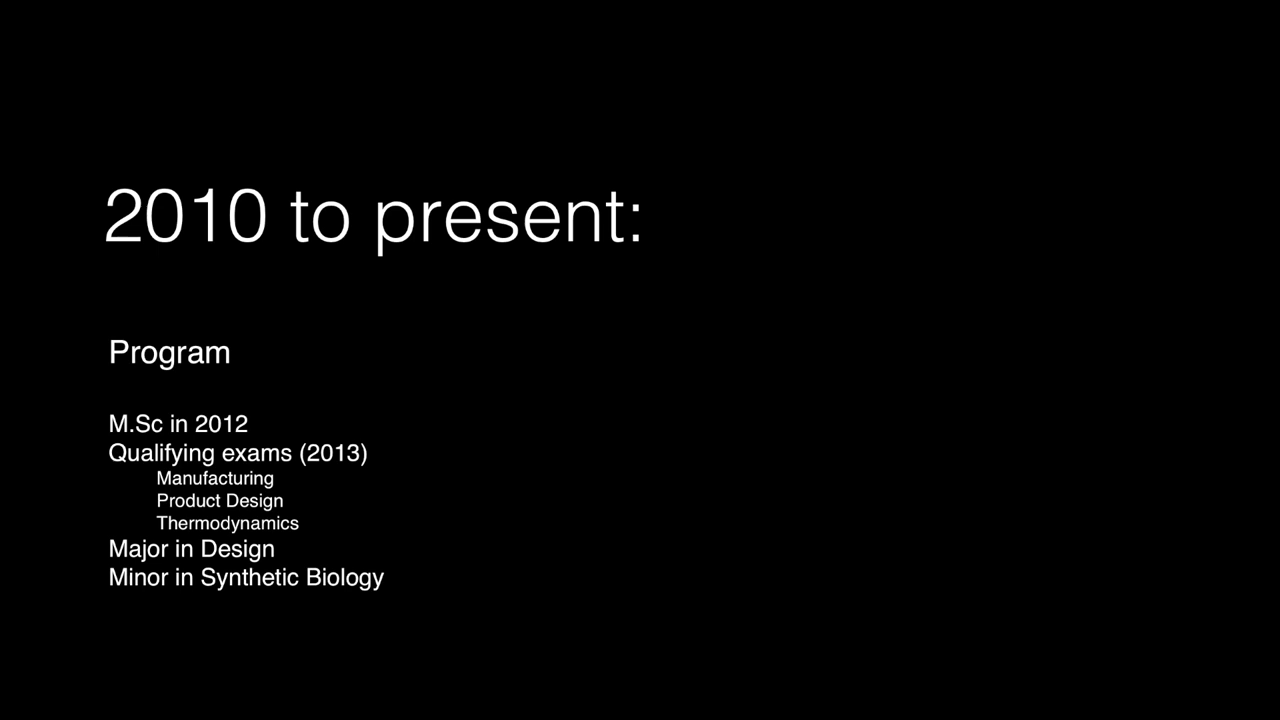 2010 to present:
Program
M.Sc in 2012
Qualifying exams (2013)
Manufacturing
Product Design
Thermodynamics
Major in Design
Minor in Synthetic Biology